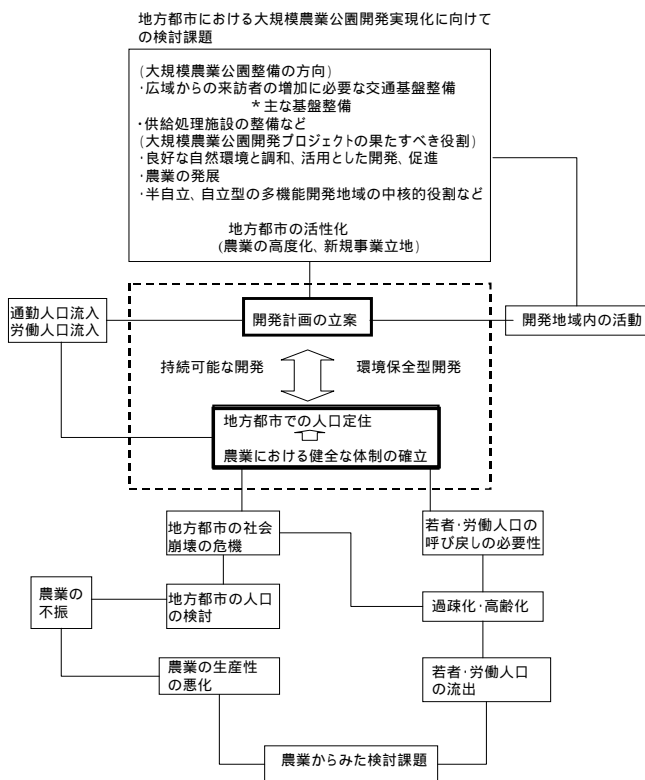 地方都市における大規模農業公園開発実現化に向けて
の検討課題
(大規模農業公園整備の方向)
・広域からの来訪者の増加に必要な交通基盤整備
＊主な基盤整備
・供給処理施設の整備など
(大規模農業公園開発プロジェクトの果たすべき役割)
・良好な自然環境と調和、活用とした開発、促進
・農業の発展
・半自立、自立型の多機能開発地域の中核的役割など
地方都市の活性化
(農業の高度化、新規事業立地)
通勤人口流入
労働人口流入
開発計画の立案
開発地域内の活動
持続可能な開発
環境保全型開発
地方都市での人口定住
農業における健全な体制の確立
地方都市の社会
崩壊の危機
若者・労働人口の
呼び戻しの必要性
農業の
不振
地方都市の人口
の検討
過疎化・高齢化
農業の生産性
の悪化
若者・労働人口
の流出
農業からみた検討課題